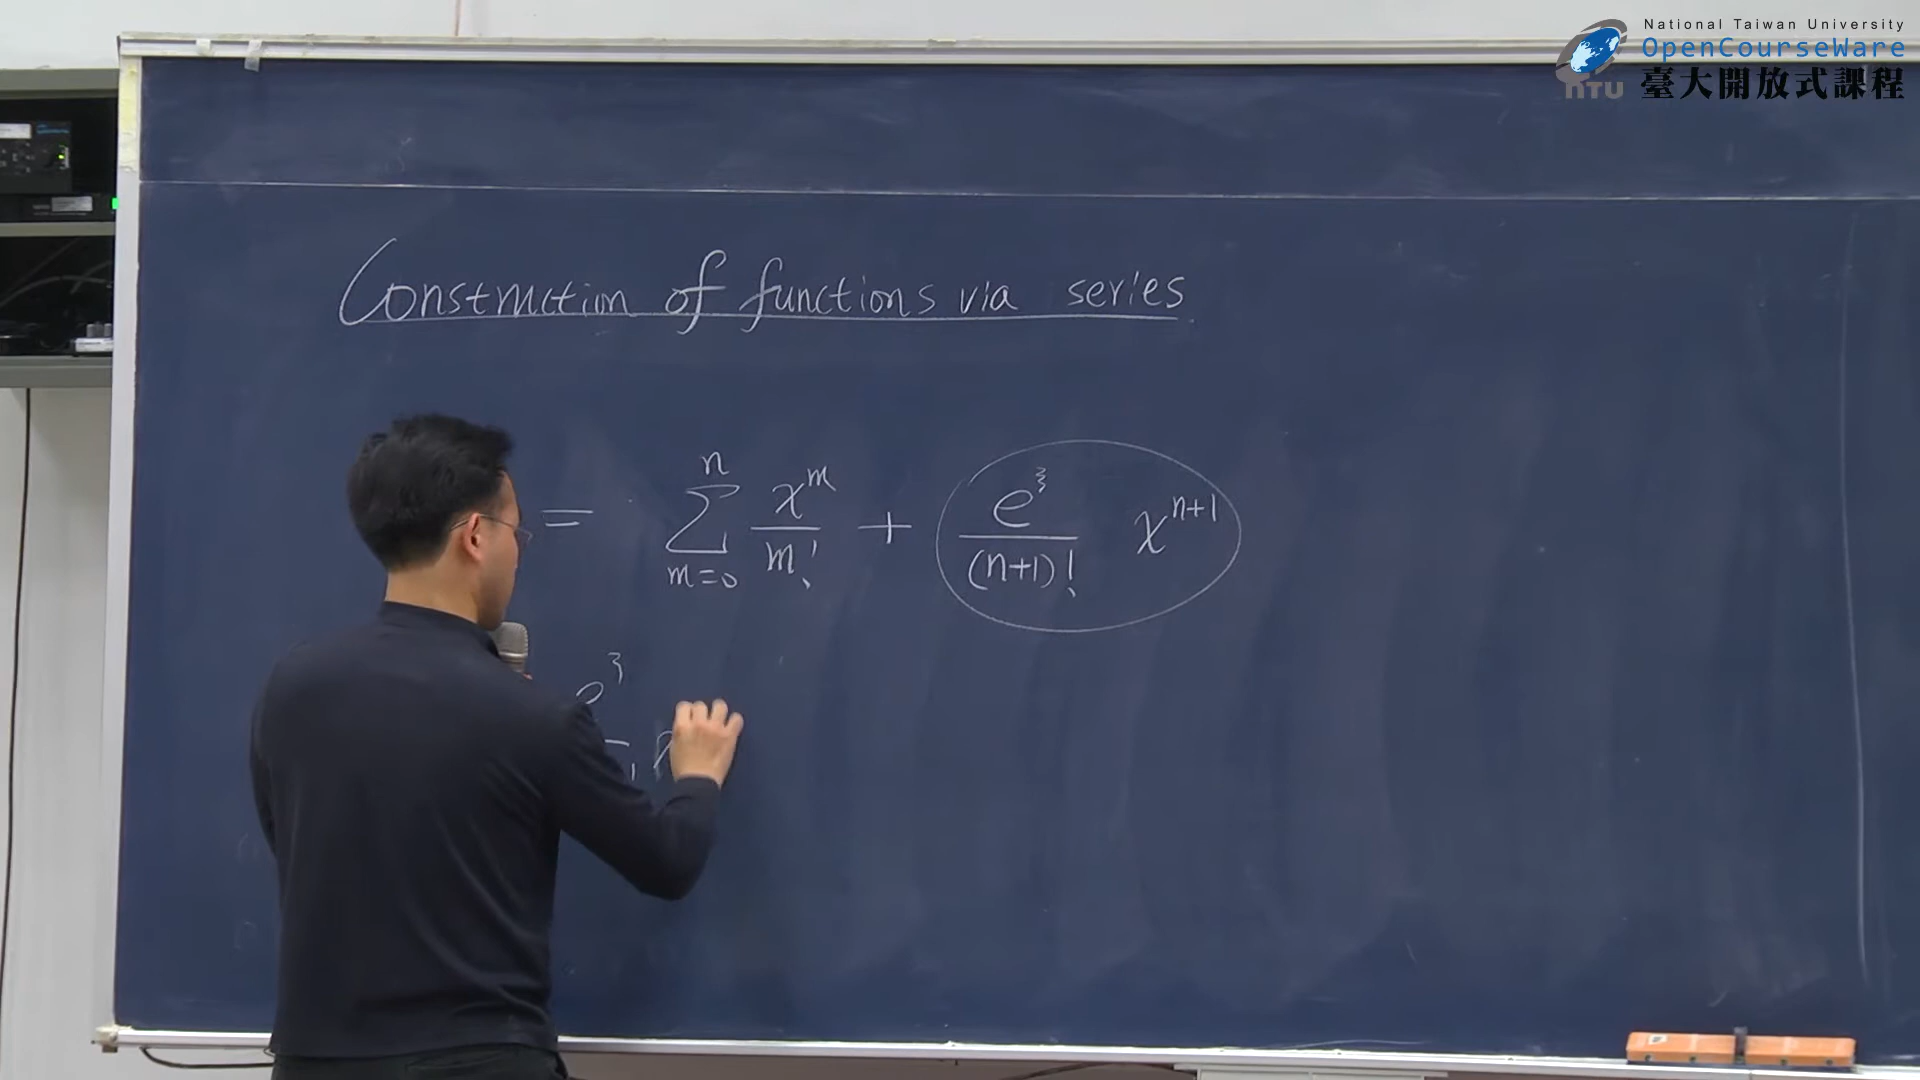 National Taiwan University
OpenCourseWare
臺大開放式課程
NTU
Construction of functions via series
= ∑_{m=0}^{n} x^m / m! + e^ξ / (n+1)! x^{n+1}
e^ξ